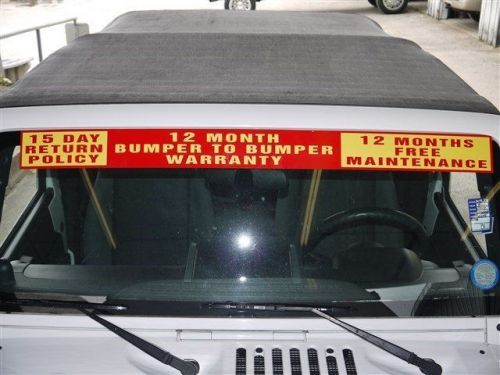 15 DAY
RETURN
POLICY
12 MONTH
BUMPER TO BUMPER
WARRANTY
12 MONTHS
FREE
MAINTENANCE